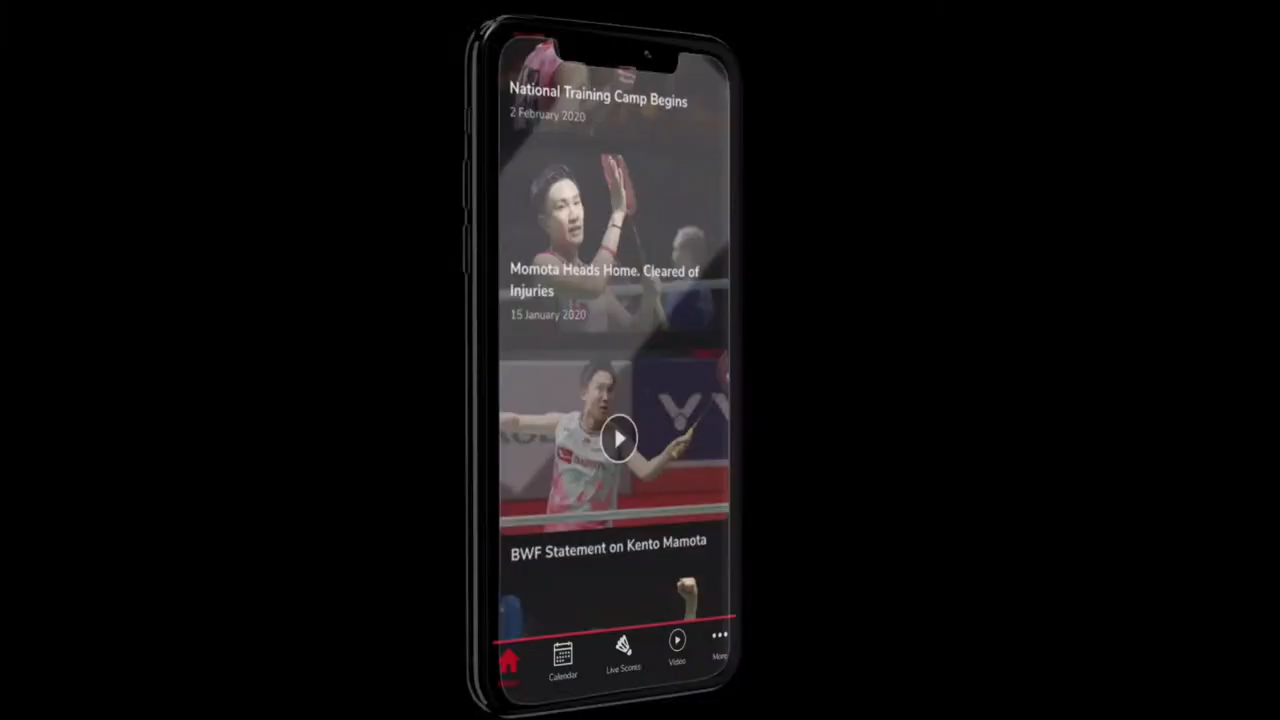 National Training Camp Begins
2 February 2020
Momota Heads Home. Cleared of
Injuries
15 January 2020
BWF Statement on Kento Mamota
Calendar
Live Scores
Video
More